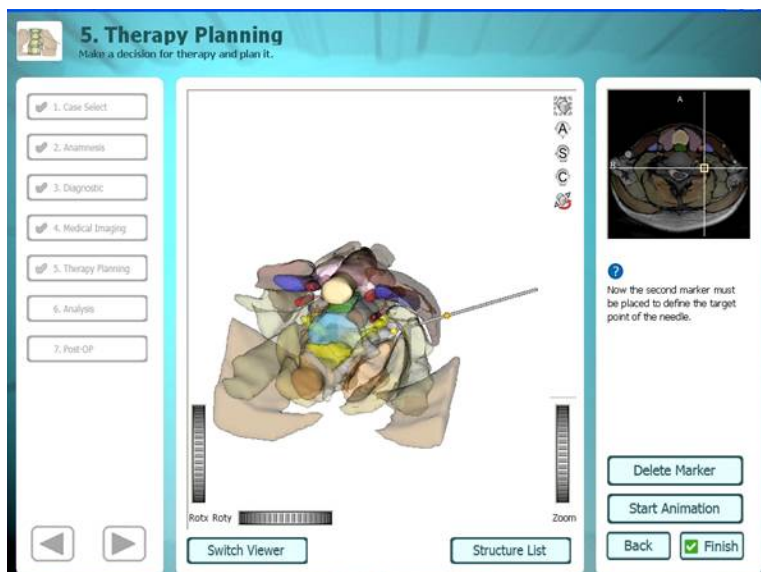 5. Therapy Planning
Make a decision for therapy and plan it.
1. Case Select
2. Anamnesis
3. Diagnostic
4. Medical Imaging
5. Therapy Planning
6. Analysis
7. Post-OP
A
S
C
Rotx Roty
Zoom
Switch Viewer
Structure List
A
R
?
Now the second marker must
be placed to define the target
point of the needle.
Delete Marker
Start Animation
Back
Finish